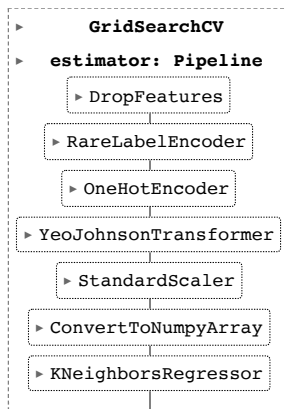 GridSearchCV
estimator: Pipeline
DropFeatures
RareLabelEncoder
OneHotEncoder
YeoJohnsonTransformer
StandardScaler
ConvertToNumpyArray
KNeighborsRegressor